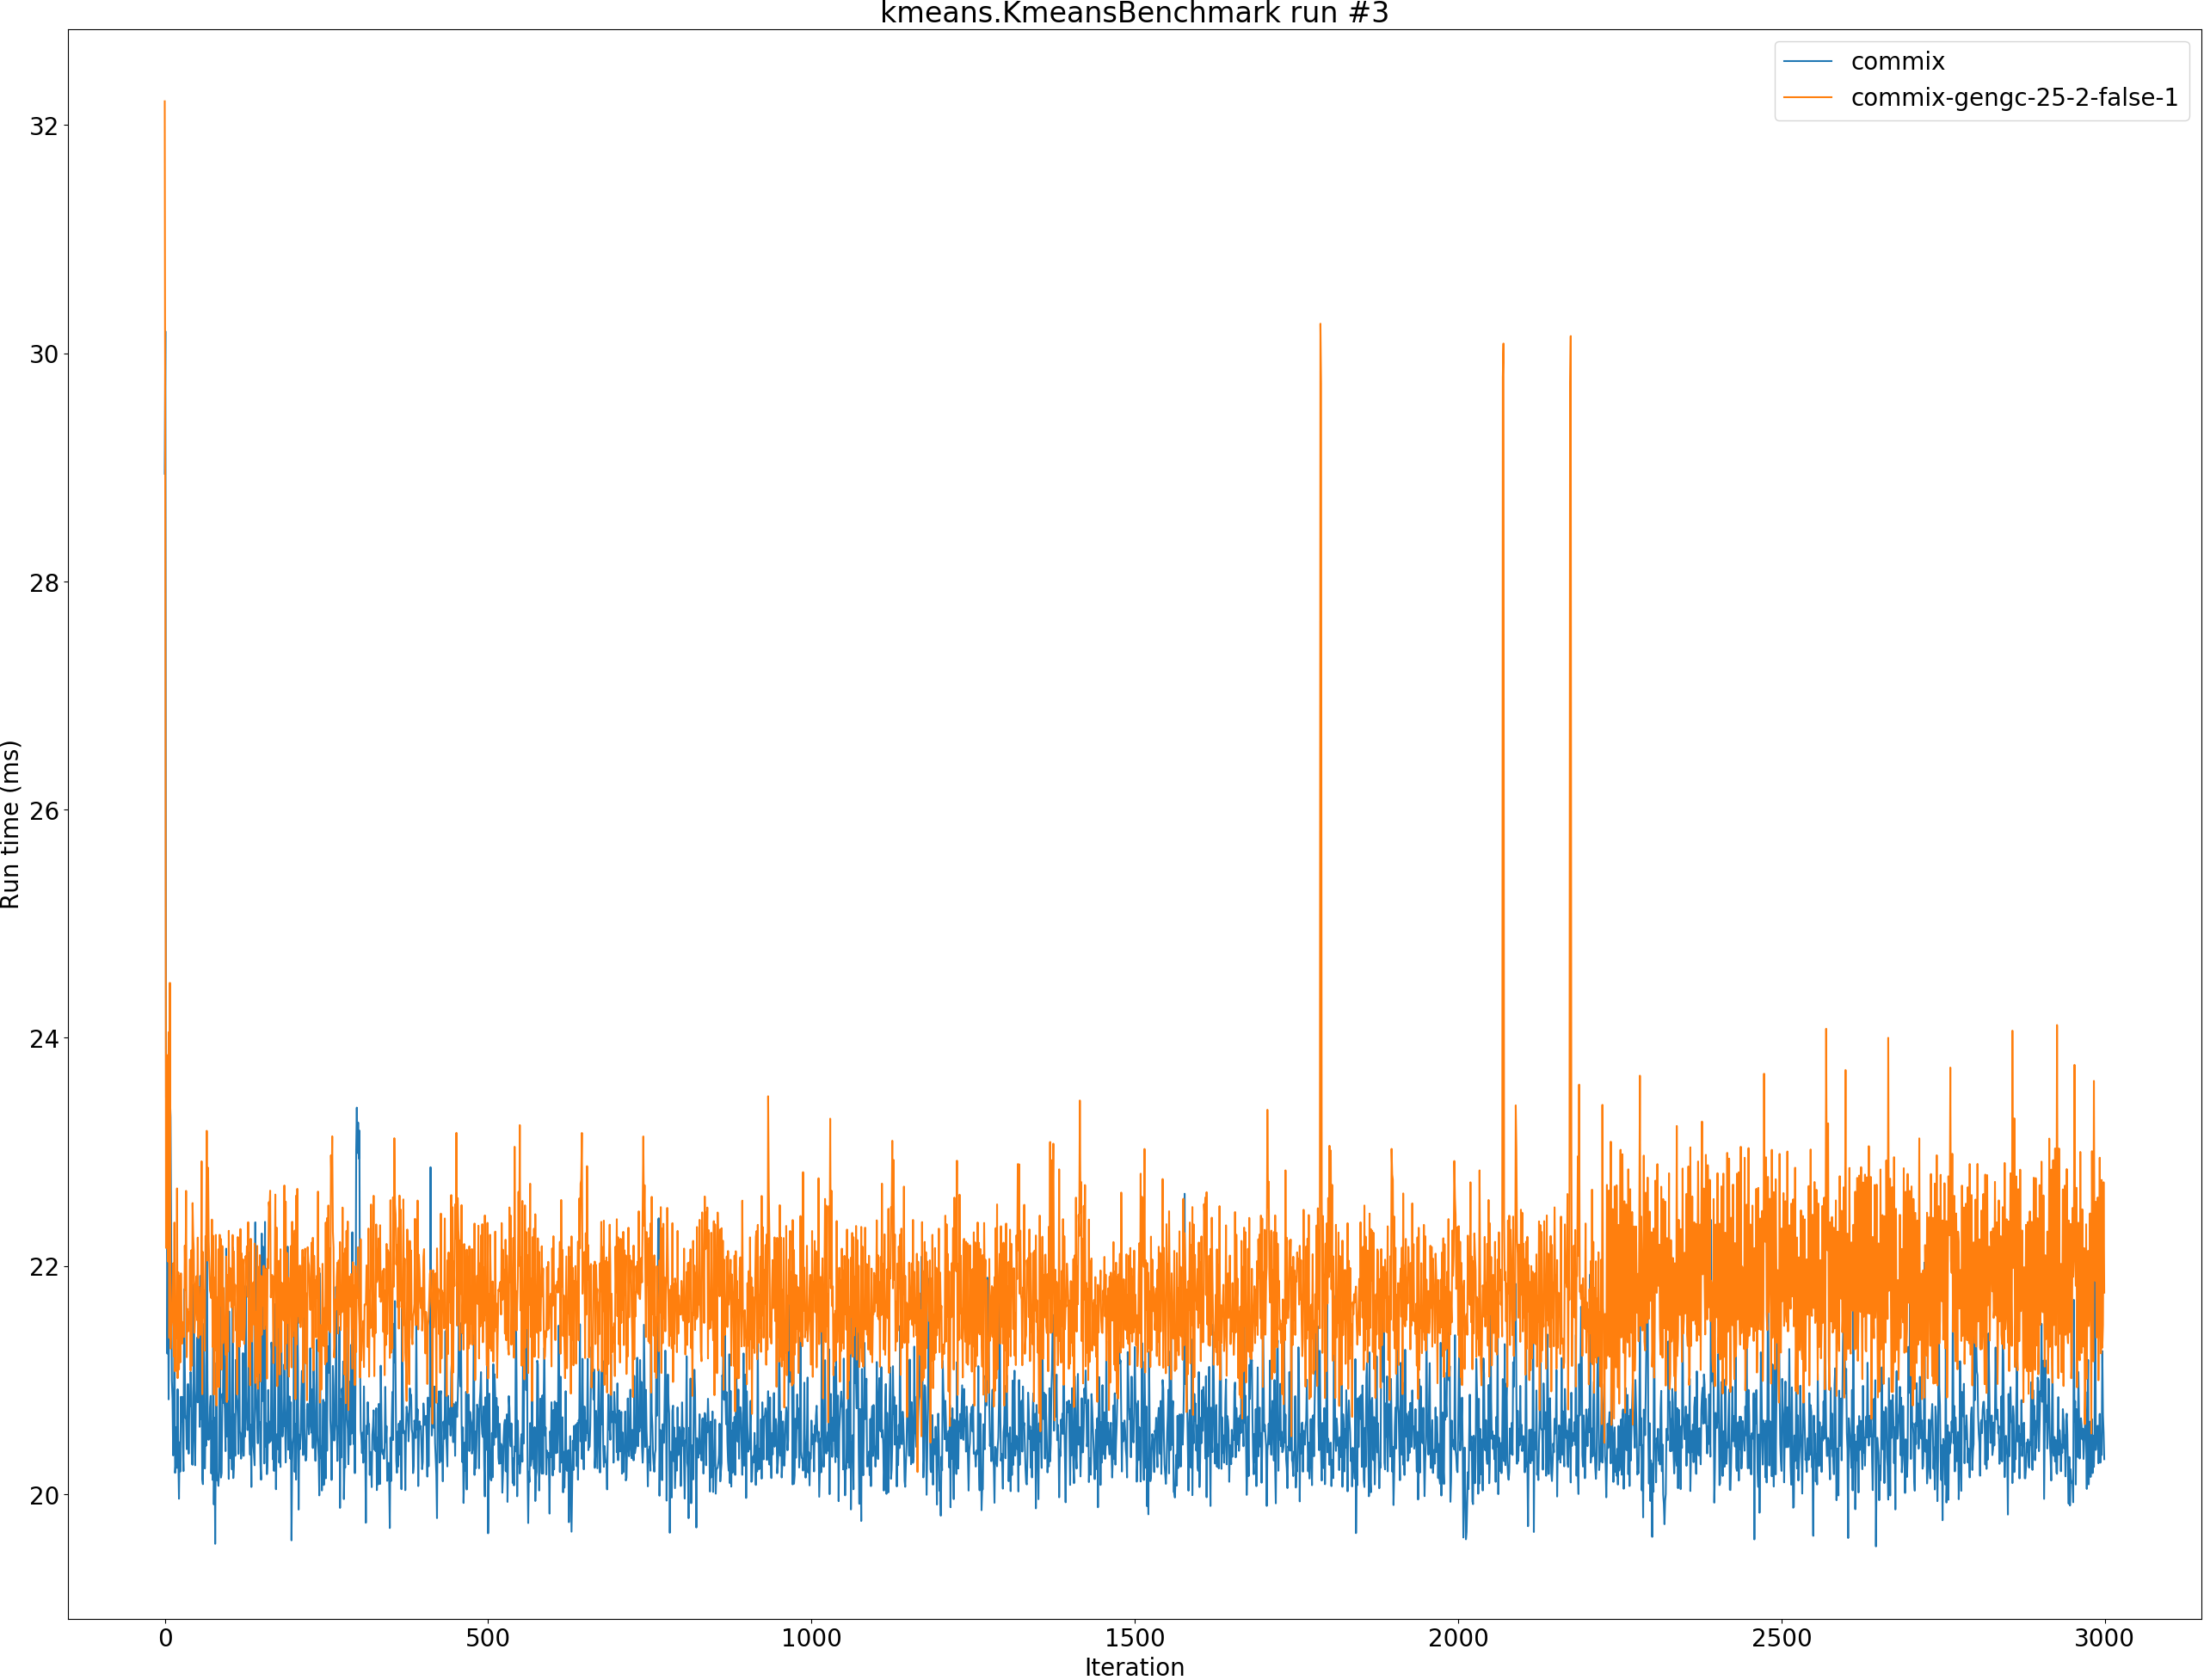 kmeans.KmeansBenchmark run #3
commix
commix-gengc-25-2-false-1
32
30
28
26
24
22
20
Run time (ms)
0 500 1000 1500 2000 2500 3000
Iteration